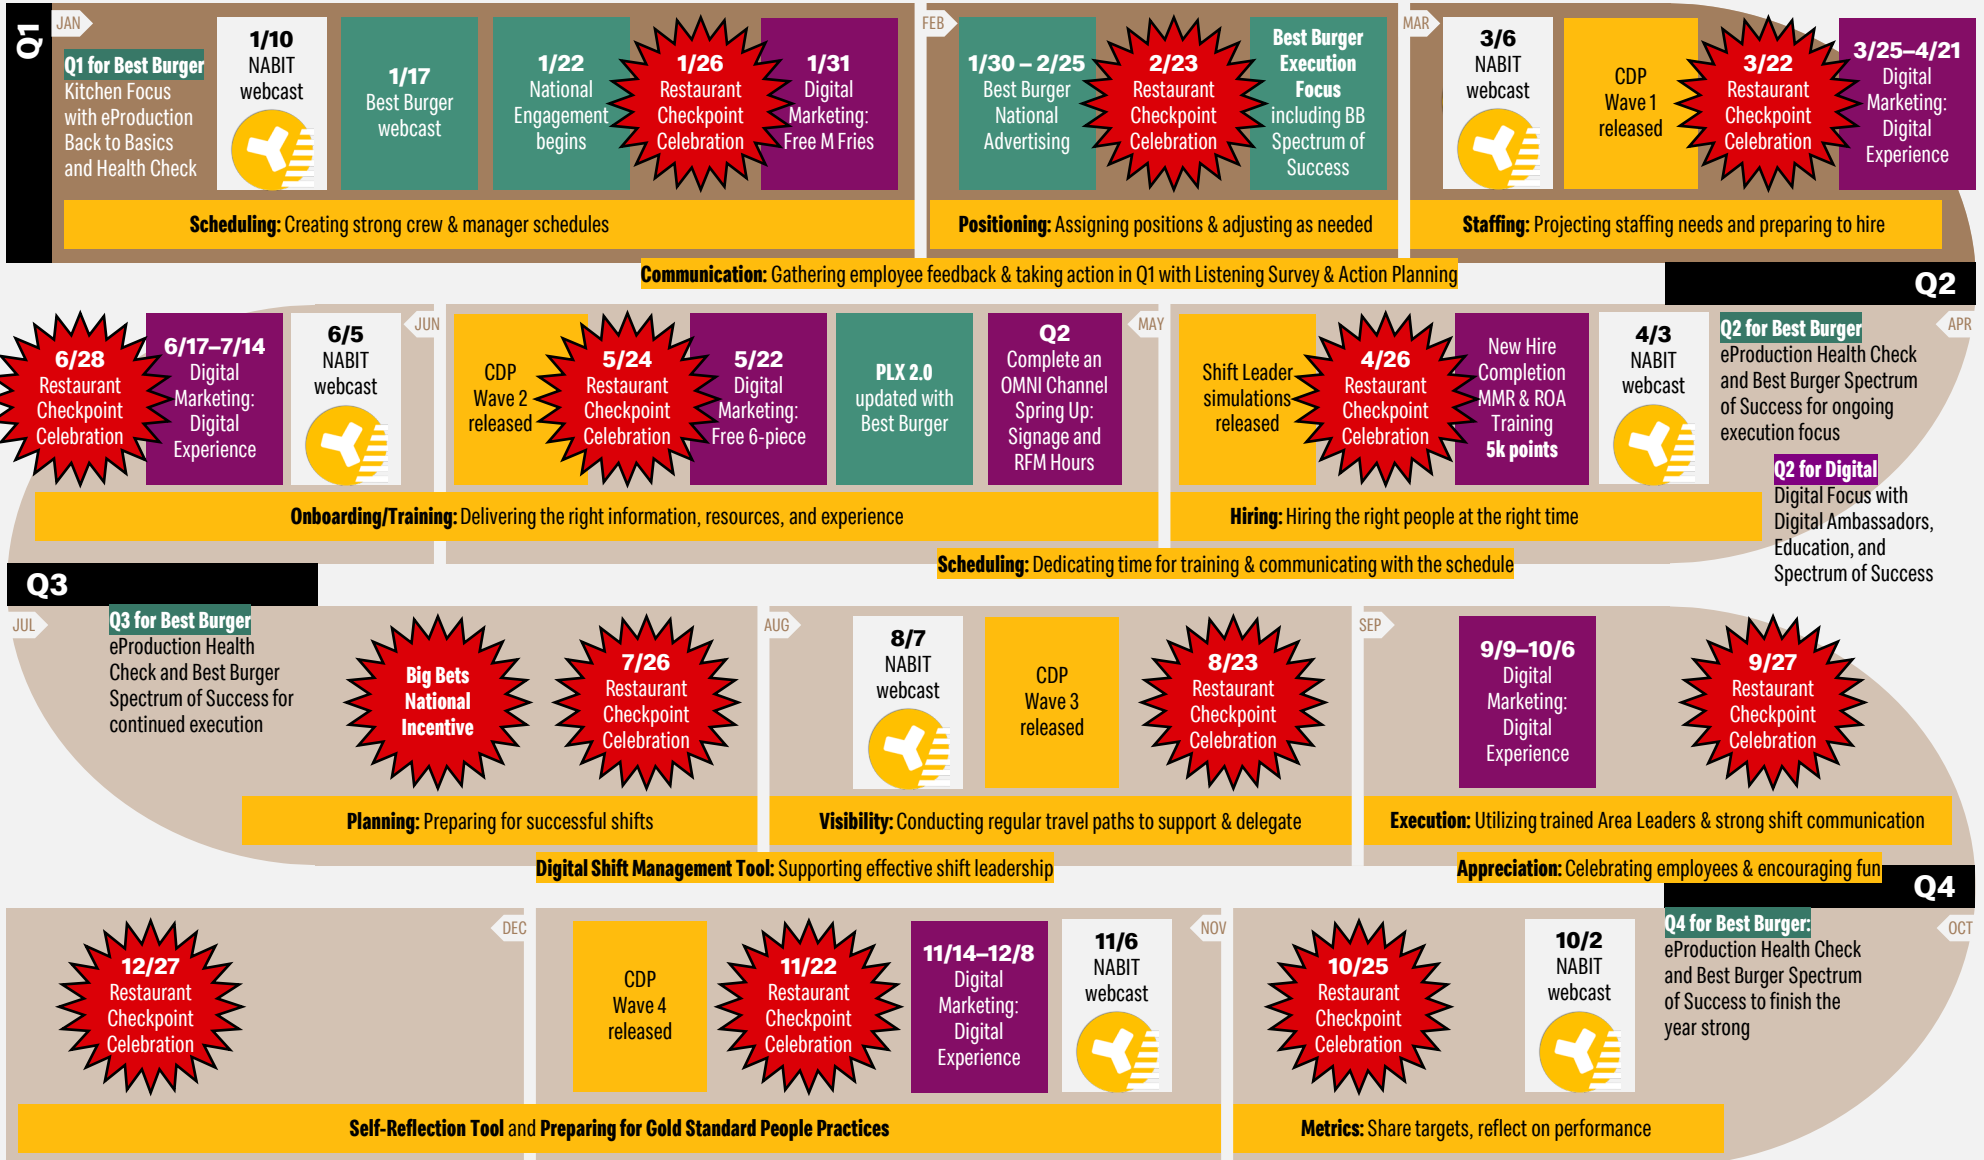 Q1
JAN
Q1 for Best Burger
Kitchen Focus
with eProduction
Back to Basics
and Health Check
1/10
NABIT
webcast
1/17
Best Burger
webcast
1/22
National
Engagement
begins
1/26
Restaurant
Checkpoint
Celebration
1/31
Digital
Marketing:
Free M Fries
Scheduling: Creating strong crew & manager schedules
FEB
1/30 – 2/25
Best Burger
National
Advertising
2/23
Restaurant
Checkpoint
Celebration
Best Burger
Execution
Focus
including BB
Spectrum of
Success
Positioning: Assigning positions & adjusting as needed
MAR
3/6
NABIT
webcast
CDP
Wave 1
released
3/22
Restaurant
Checkpoint
Celebration
3/25–4/21
Digital
Marketing:
Digital
Experience
Staffing: Projecting staffing needs and preparing to hire
Communication: Gathering employee feedback & taking action in Q1 with Listening Survey & Action Planning
Q2
APR
Q2 for Best Burger
eProduction Health Check
and Best Burger Spectrum
of Success for ongoing
execution focus
Q2 for Digital
Digital Focus with
Digital Ambassadors,
Education, and
Spectrum of Success
4/3
NABIT
webcast
New Hire
Completion
MMR & ROA
Training
5k points
4/26
Restaurant
Checkpoint
Celebration
Shift Leader
simulations
released
Hiring: Hiring the right people at the right time
MAY
Q2
Complete an
OMNI Channel
Spring Up:
Signage and
RFM Hours
PLX 2.0
updated with
Best Burger
5/22
Digital
Marketing:
Free 6-piece
5/24
Restaurant
Checkpoint
Celebration
CDP
Wave 2
released
JUN
6/5
NABIT
webcast
6/17–7/14
Digital
Marketing:
Digital
Experience
6/28
Restaurant
Checkpoint
Celebration
Onboarding/Training: Delivering the right information, resources, and experience
Scheduling: Dedicating time for training & communicating with the schedule
Q3
JUL
Q3 for Best Burger
eProduction Health
Check and Best Burger
Spectrum of Success for
continued execution
Big Bets
National
Incentive
7/26
Restaurant
Checkpoint
Celebration
Planning: Preparing for successful shifts
AUG
8/7
NABIT
webcast
CDP
Wave 3
released
8/23
Restaurant
Checkpoint
Celebration
Visibility: Conducting regular travel paths to support & delegate
SEP
9/9–10/6
Digital
Marketing:
Digital
Experience
9/27
Restaurant
Checkpoint
Celebration
Execution: Utilizing trained Area Leaders & strong shift communication
Digital Shift Management Tool: Supporting effective shift leadership
Appreciation: Celebrating employees & encouraging fun
Q4
OCT
Q4 for Best Burger:
eProduction Health Check
and Best Burger Spectrum
of Success to finish the
year strong
10/2
NABIT
webcast
10/25
Restaurant
Checkpoint
Celebration
Metrics: Share targets, reflect on performance
NOV
11/6
NABIT
webcast
11/14–12/8
Digital
Marketing:
Digital
Experience
11/22
Restaurant
Checkpoint
Celebration
CDP
Wave 4
released
DEC
12/27
Restaurant
Checkpoint
Celebration
Self-Reflection Tool and Preparing for Gold Standard People Practices